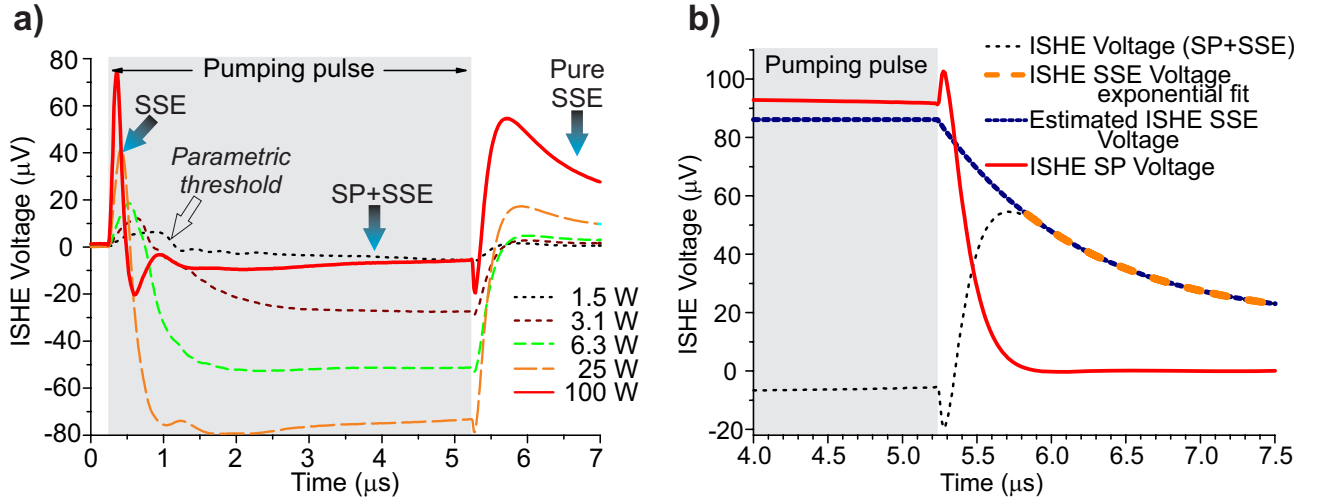 a)
80
60
40
20
0
-20
-40
-60
-80
ISHE Voltage (μV)
Pumping pulse
SSE
Parametric
threshold
SP+SSE
Pure
SSE
1.5 W
3.1 W
6.3 W
25 W
100 W
0 1 2 3 4 5 6 7
Time (μs)
b)
100
80
60
40
20
0
-20
ISHE Voltage (μV)
Pumping pulse
ISHE Voltage (SP+SSE)
ISHE SSE Voltage
exponential fit
Estimated ISHE SSE
Voltage
ISHE SP Voltage
4.0 4.5 5.0 5.5 6.0 6.5 7.0 7.5
Time (μs)